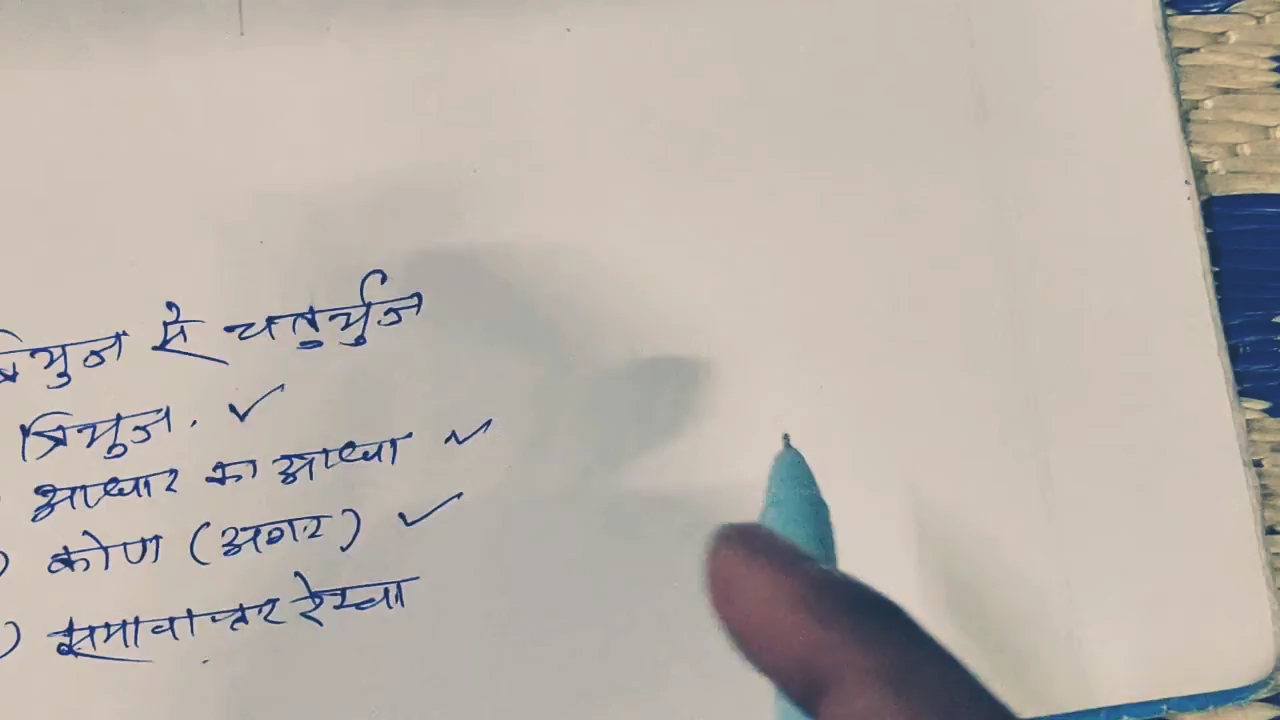 त्रिभुज से चतुर्भुज
त्रिभुज.
आधार का आधा
) कोण (अगर)
) समावान्तर रेखा